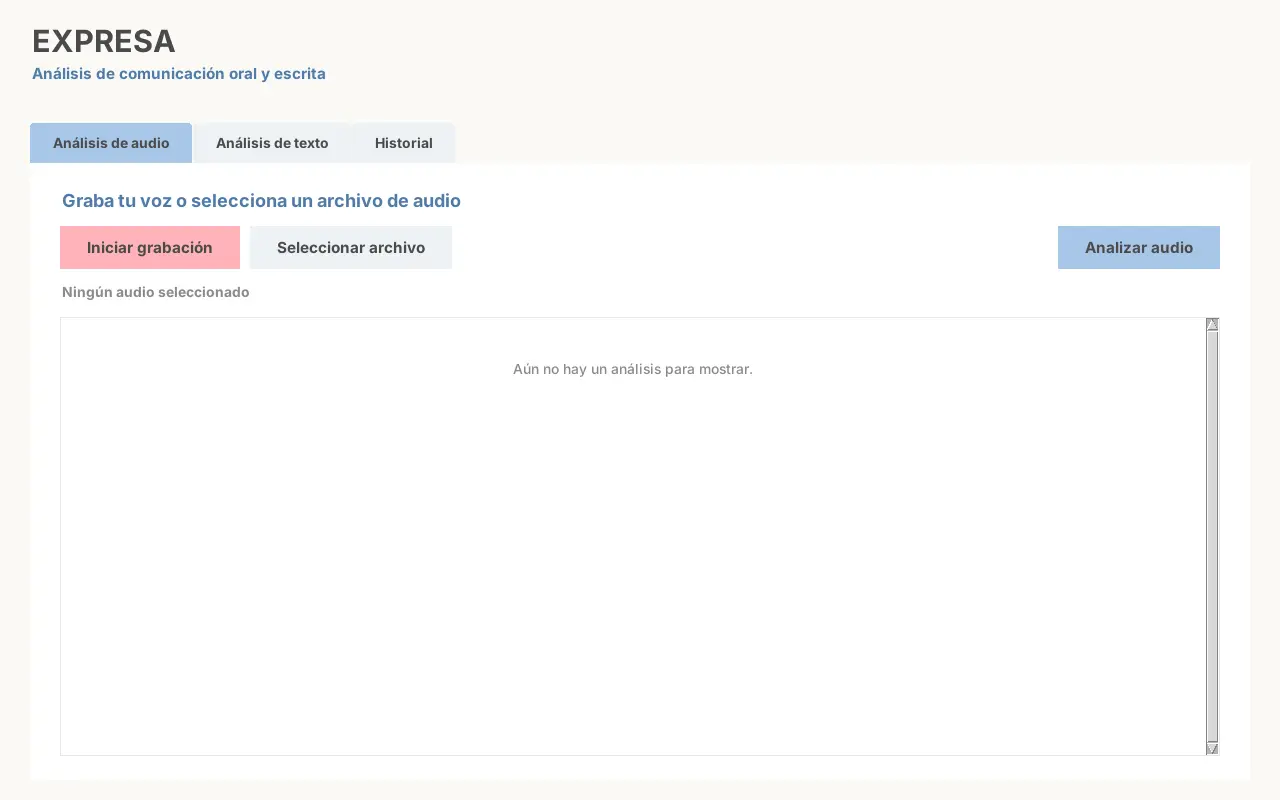 EXPRESA
Análisis de comunicación oral y escrita
Análisis de audio
Análisis de texto
Historial
Graba tu voz o selecciona un archivo de audio
Iniciar grabación
Seleccionar archivo
Analizar audio
Ningún audio seleccionado
Aún no hay un análisis para mostrar.